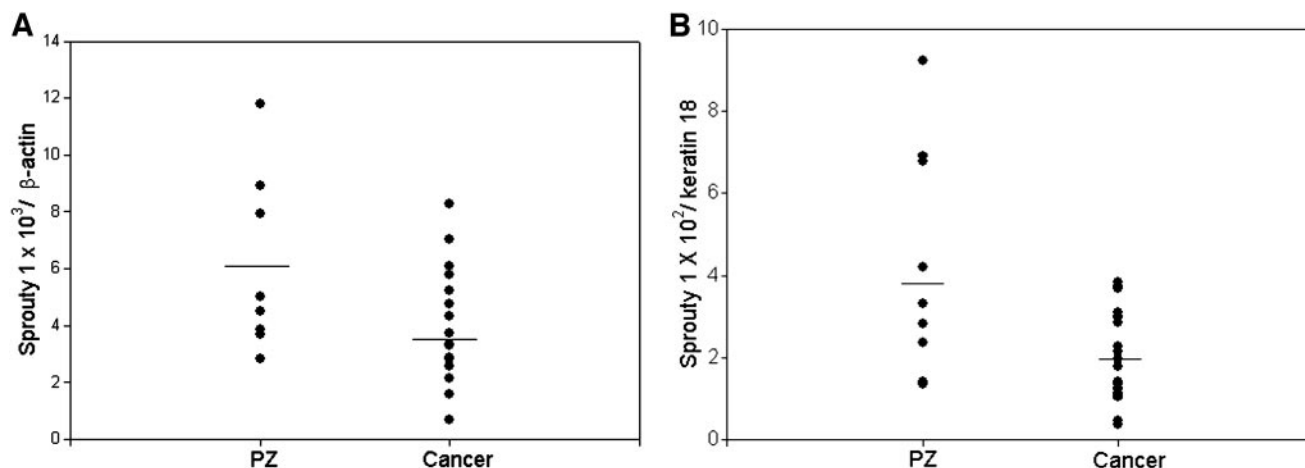 A
Sprouty 1 x 10³/ β-actin
14
12
10
8
6
4
2
0
PZ
Cancer
B
Sprouty 1 X 10²/ keratin 18
10
8
6
4
2
0
PZ
Cancer